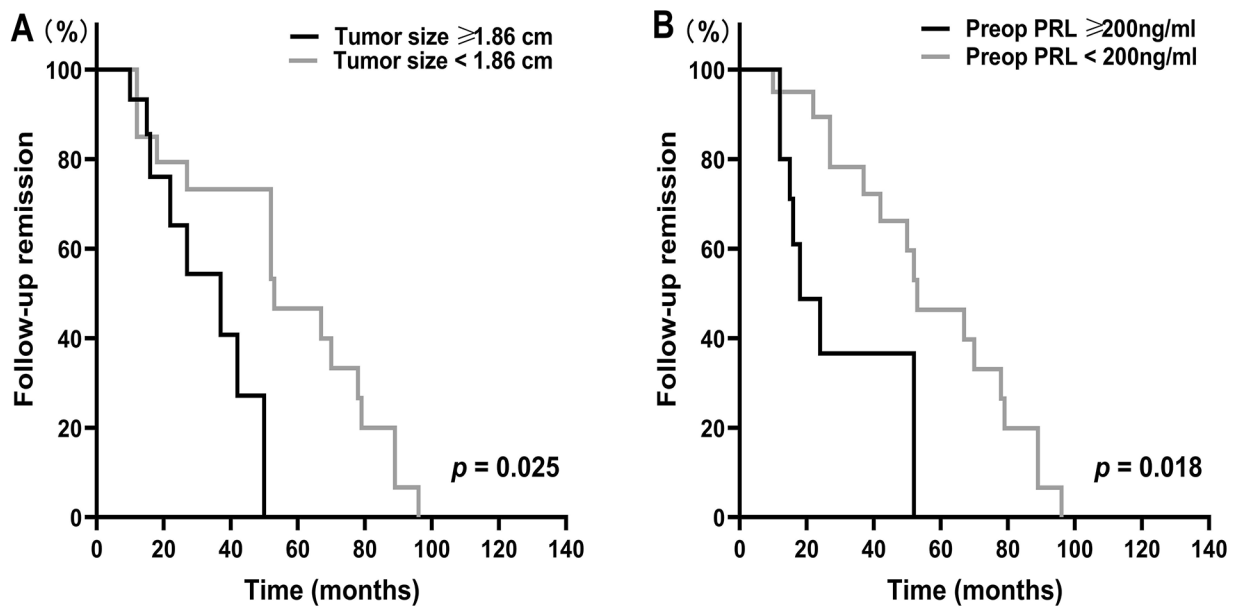 A (%)
Tumor size ⩾1.86 cm
Tumor size < 1.86 cm
100
80
60
40
20
0
Follow-up remission
p = 0.025
0 20 40 60 80 100 120 140
Time (months)
B (%)
Preop PRL ⩾200ng/ml
Preop PRL < 200ng/ml
100
80
60
40
20
0
Follow-up remission
p = 0.018
0 20 40 60 80 100 120 140
Time (months)